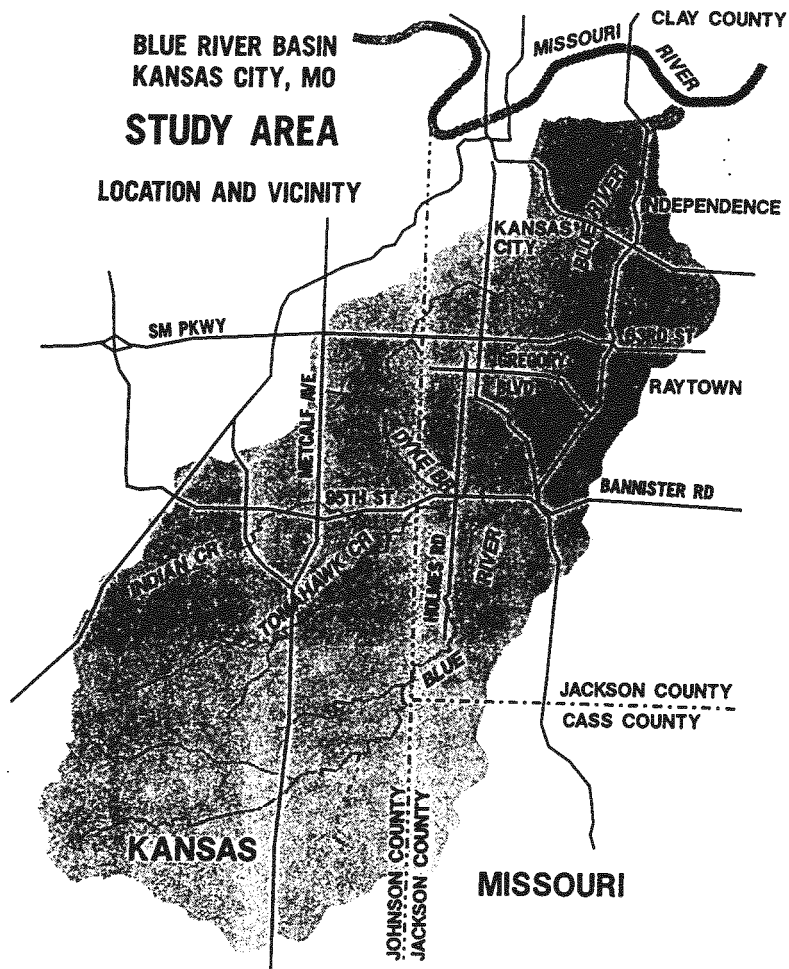 CLAY COUNTY
BLUE RIVER BASIN
KANSAS CITY, MO
MISSOURI
RIVER
STUDY AREA
LOCATION AND VICINITY
BLUE RIVER
INDEPENDENCE
KANSAS
CITY
SM PKWY
63RD ST
GREGORY
BLVD
RAYTOWN
METCALF AVE
DYKE BR
95TH ST
BANNISTER RD
INDIAN CR
TOMAHAWK CR
HOLMES RD
RIVER
BLUE
JACKSON COUNTY
CASS COUNTY
KANSAS
JOHNSON COUNTY
JACKSON COUNTY
MISSOURI